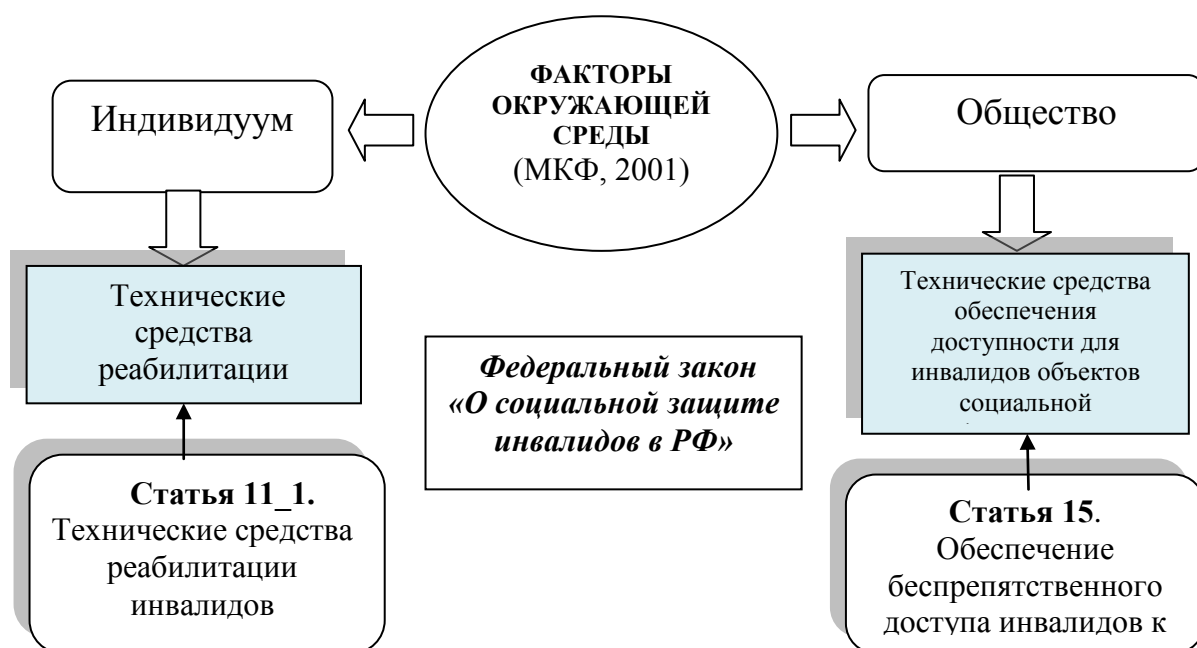 ФАКТОРЫ
ОКРУЖАЮЩЕЙ
СРЕДЫ
(МКФ, 2001)
Индивидуум
Общество
Технические
средства
реабилитации
Технические средства
обеспечения
доступности для
инвалидов объектов
социальной
Федеральный закон
«О социальной защите
инвалидов в РФ»
Статья 11_1.
Технические средства
реабилитации
инвалидов
Статья 15.
Обеспечение
беспрепятственного
доступа инвалидов к